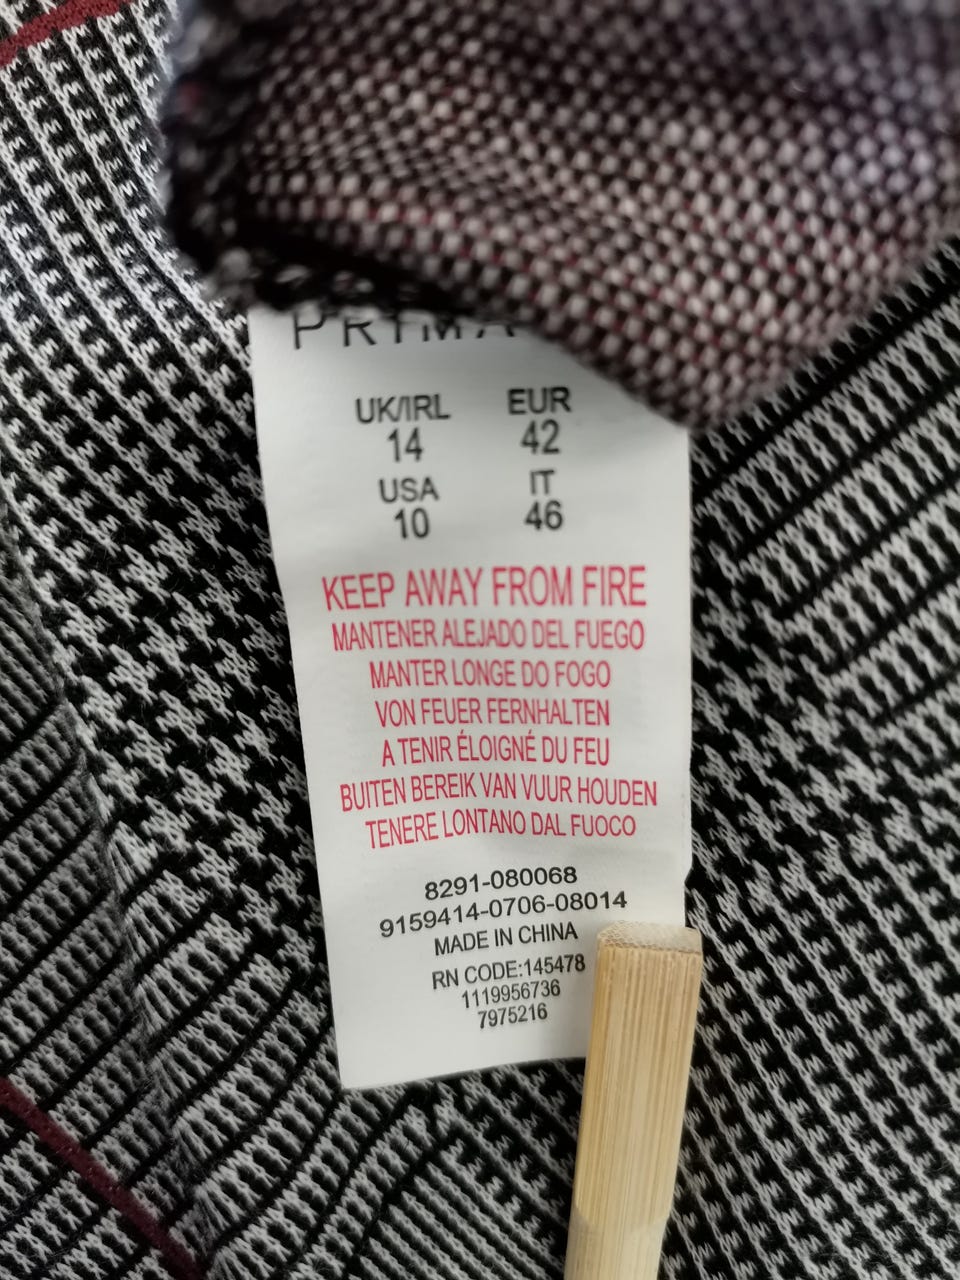 PRIMA
UK/IRL EUR
14 42
USA IT
10 46
KEEP AWAY FROM FIRE
MANTENER ALEJADO DEL FUEGO
MANTER LONGE DO FOGO
VON FEUER FERNHALTEN
A TENIR ÉLOIGNÉ DU FEU
BUITEN BEREIK VAN VUUR HOUDEN
TENERE LONTANO DAL FUOCO
8291-080068
9159414-0706-08014
MADE IN CHINA
RN CODE:145478
1119956736
7975216